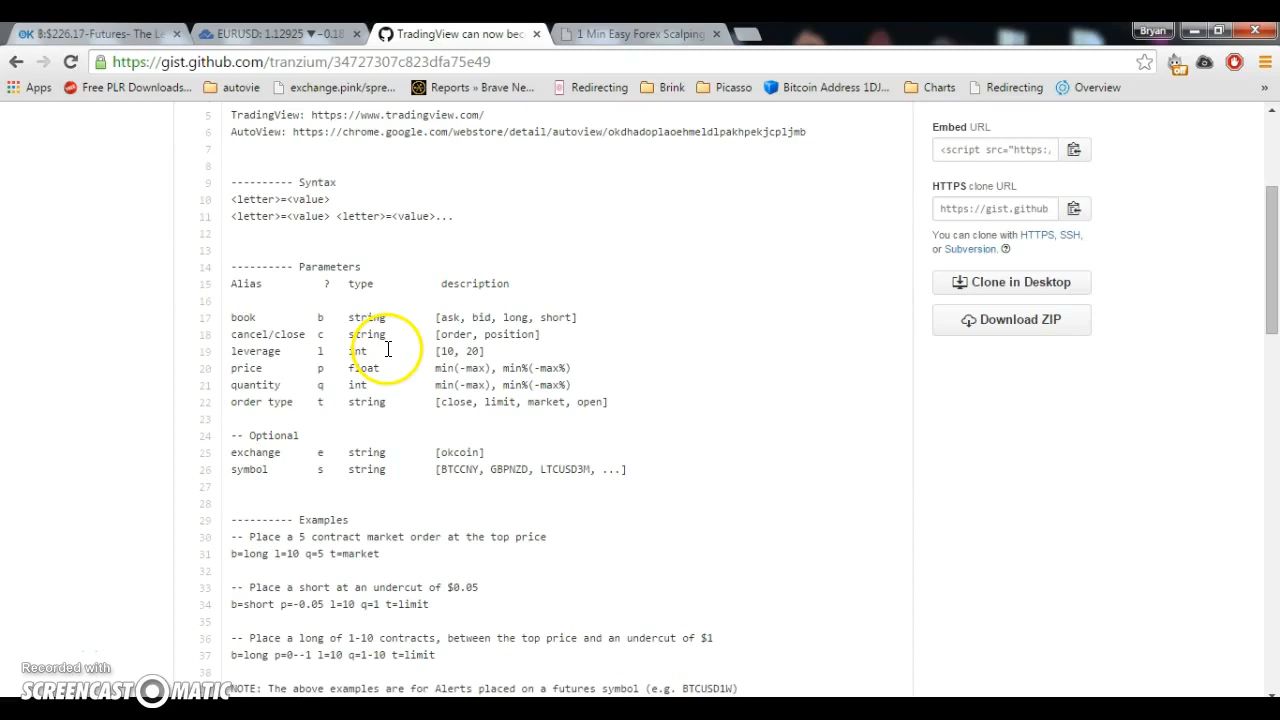 ฿:$226.17-Futures- The Le
EURUSD: 1.12925 ▼-0.18
TradingView can now bec
1 Min Easy Forex Scalping
Bryan
https://gist.github.com/tranzium/34727307c823dfa75e49
Apps
Free PLR Downloads...
autovie
exchange.pink/spre...
Reports » Brave Ne...
Redirecting
Brink
Picasso
Bitcoin Address 1DJ...
Charts
Redirecting
Overview
»
5 TradingView: https://www.tradingview.com/
6 AutoView: https://chrome.google.com/webstore/detail/autoview/okdhadoplaoehmeldlpakhpekjcpljmb
7
8
9 ---------- Syntax
10 <letter>=<value>
11 <letter>=<value> <letter>=<value>...
12
13
14 ---------- Parameters
15 Alias ? type description
16
17 book b string [ask, bid, long, short]
18 cancel/close c string [order, position]
19 leverage l int [10, 20]
20 price p float min(-max), min%(-max%)
21 quantity q int min(-max), min%(-max%)
22 order type t string [close, limit, market, open]
23
24 -- Optional
25 exchange e string [okcoin]
26 symbol s string [BTCCNY, GBPNZD, LTCUSD3M, ...]
27
28
29 ---------- Examples
30 -- Place a 5 contract market order at the top price
31 b=long l=10 q=5 t=market
32
33 -- Place a short at an undercut of $0.05
34 b=short p=-0.05 l=10 q=1 t=limit
35
36 -- Place a long of 1-10 contracts, between the top price and an undercut of $1
37 b=long p=0--1 l=10 q=1-10 t=limit
38
NOTE: The above examples are for Alerts placed on a futures symbol (e.g. BTCUSD1W)
Embed URL
<script src="https:/
HTTPS clone URL
https://gist.github
You can clone with HTTPS, SSH,
or Subversion.
Clone in Desktop
Download ZIP
Recorded with
SCREENCAST-O-MATIC